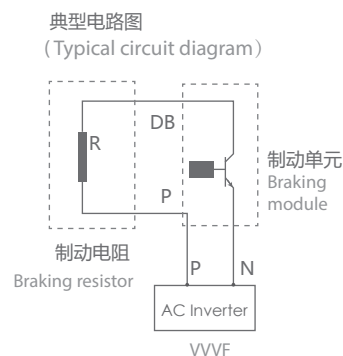 典型电路图
（Typical circuit diagram）
DB
R
制动单元
Braking
module
P
制动电阻
Braking resistor
P
N
AC Inverter
VVVF